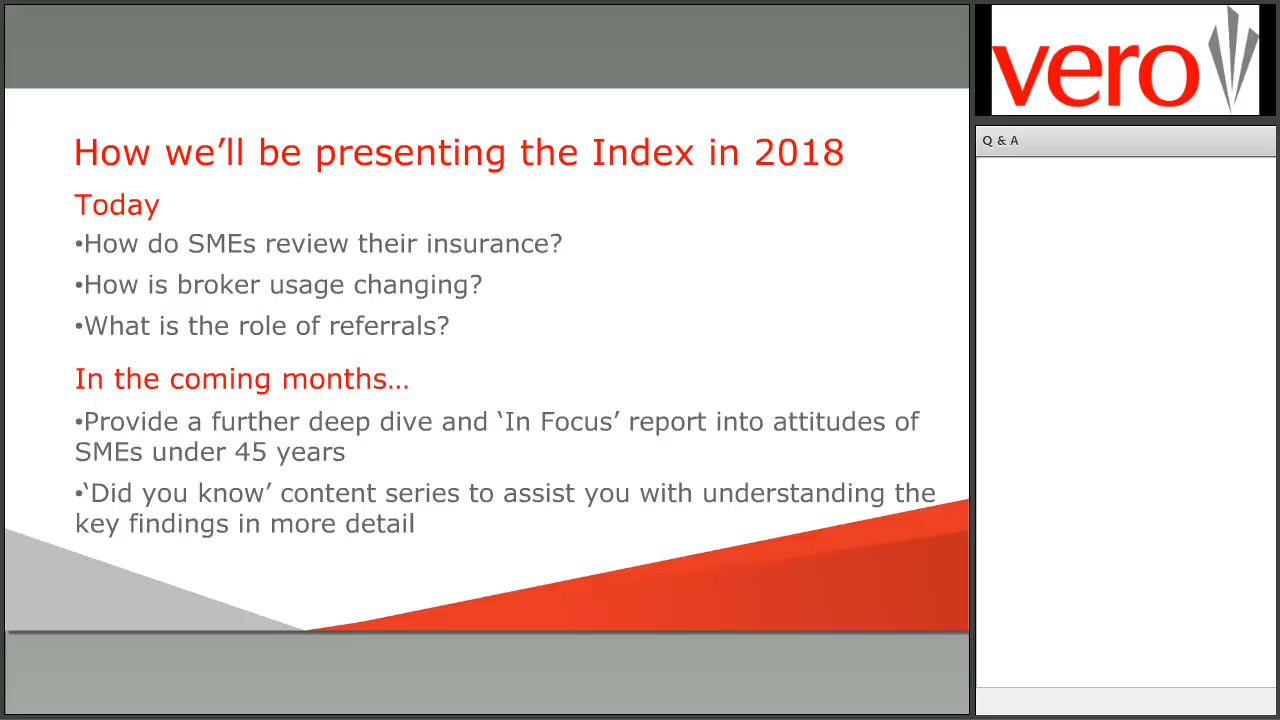 How we’ll be presenting the Index in 2018
Today
•How do SMEs review their insurance?
•How is broker usage changing?
•What is the role of referrals?
In the coming months…
•Provide a further deep dive and ‘In Focus’ report into attitudes of
SMEs under 45 years
•‘Did you know’ content series to assist you with understanding the
key findings in more detail
vero
Q & A